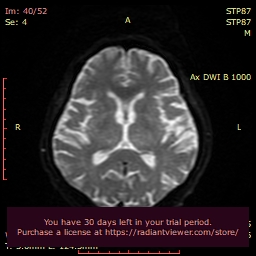 Im: 40/52
Se: 4
A
STP87
STP87
M
Ax DWI B 1000
R
L
You have 30 days left in your trial period.
Purchase a license at https://radiantviewer.com/store/